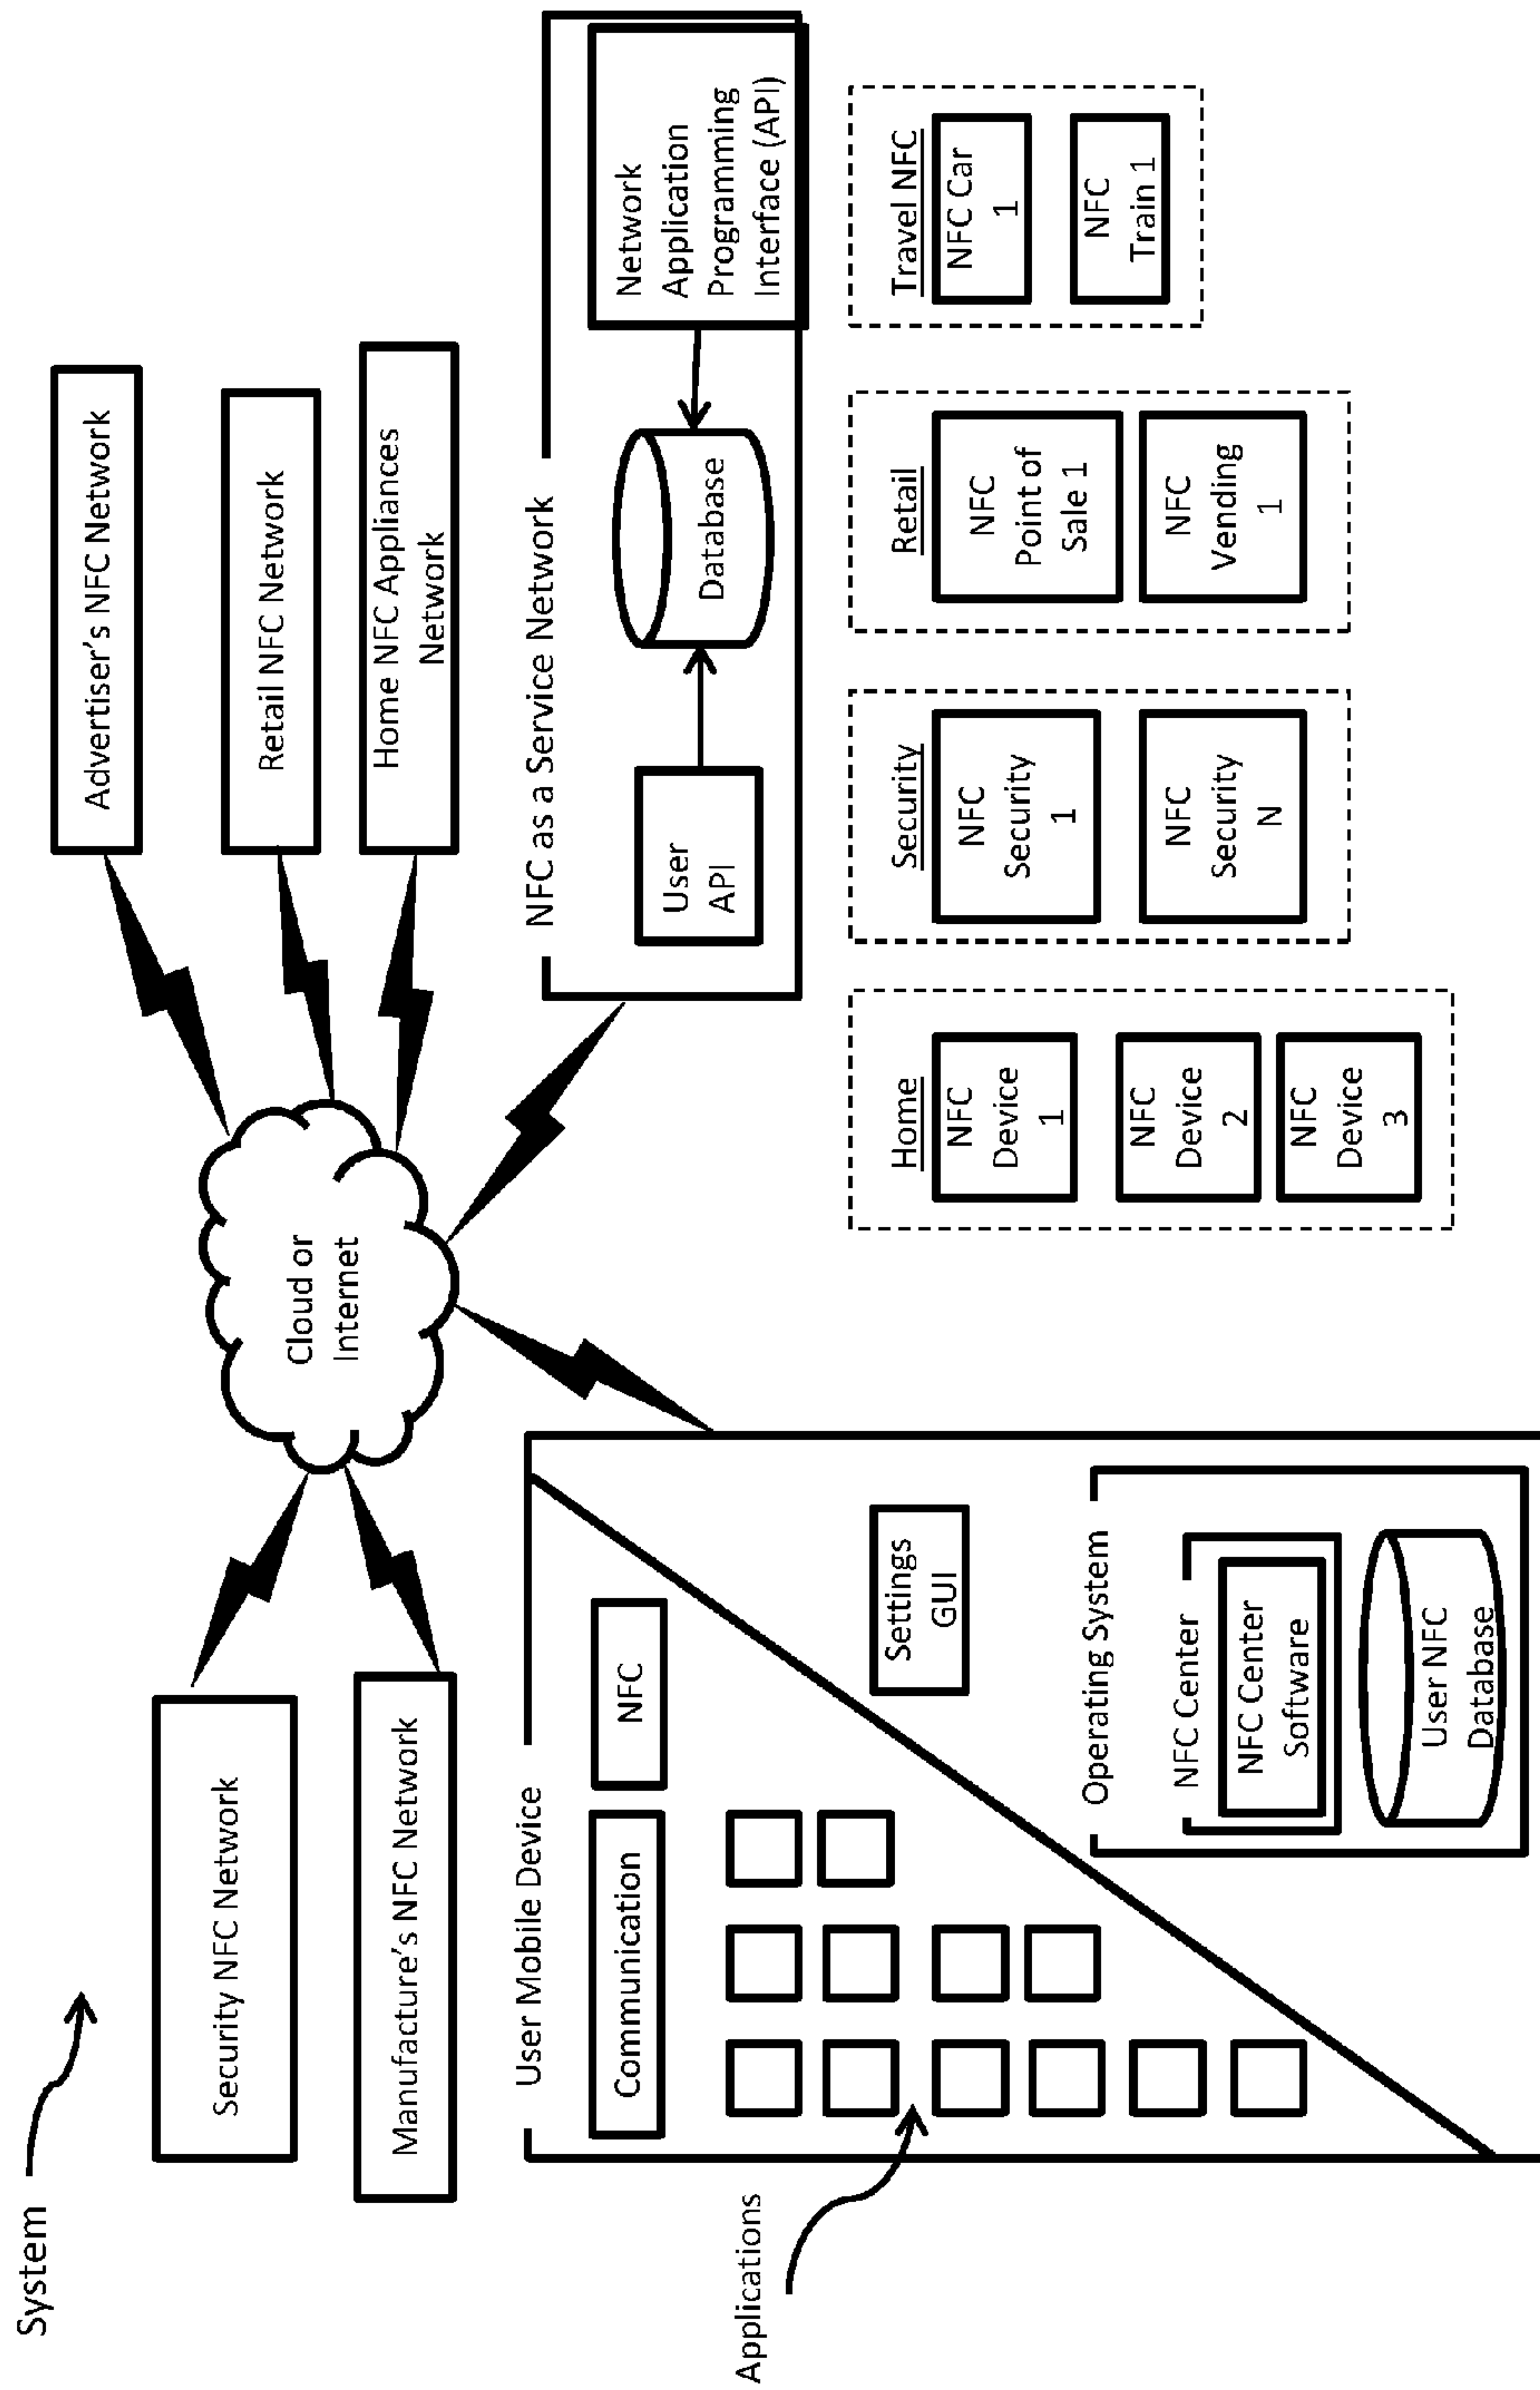 System
Security NFC Network
Manufacture's NFC Network
Cloud or
Internet
Advertiser's NFC Network
Retail NFC Network
Home NFC Appliances
Network
User Mobile Device
Communication
NFC
Applications
Settings
GUI
Operating System
NFC Center
NFC Center
Software
User NFC
Database
NFC as a Service Network
User
API
Database
Network
Application
Programming
Interface (API)
Home
NFC
Device
1
NFC
Device
2
NFC
Device
3
Security
NFC
Security
1
NFC
Security
N
Retail
NFC
Point of
Sale 1
NFC
Vending
1
Travel NFC
NFC Car
1
NFC
Train 1